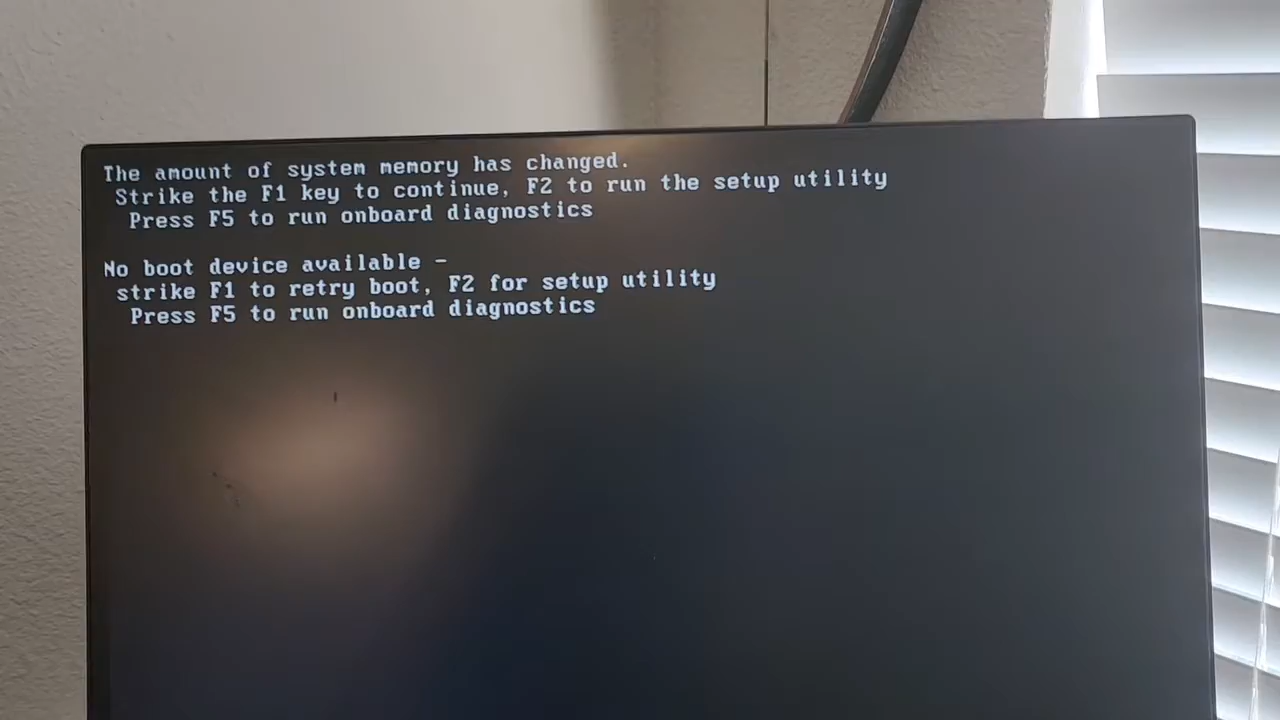 The amount of system memory has changed.
Strike the F1 key to continue, F2 to run the setup utility
Press F5 to run onboard diagnostics
No boot device available -
strike F1 to retry boot, F2 for setup utility
Press F5 to run onboard diagnostics